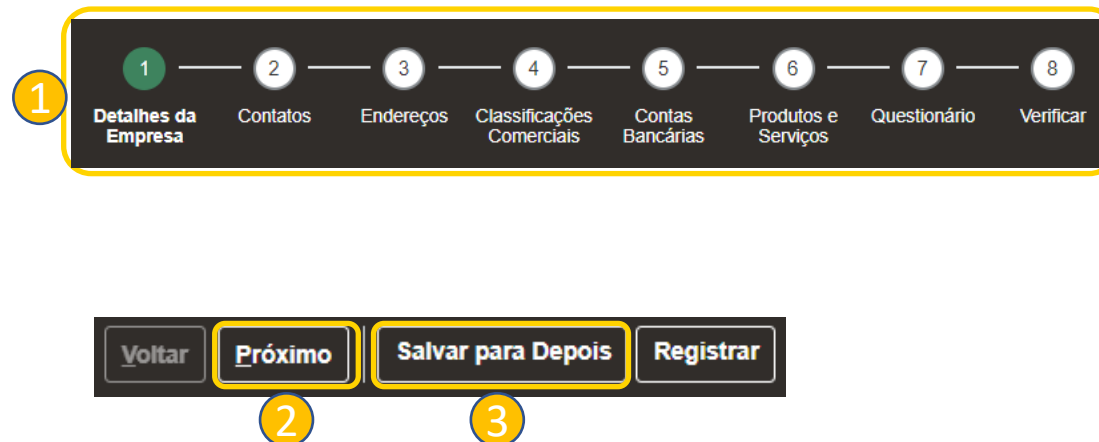 1 2 3 4 5 6 7 8
1
Detalhes da Empresa
Contatos
Endereços
Classificações Comerciais
Contas Bancárias
Produtos e Serviços
Questionário
Verificar
Voltar Próximo Salvar para Depois Registrar
2 3